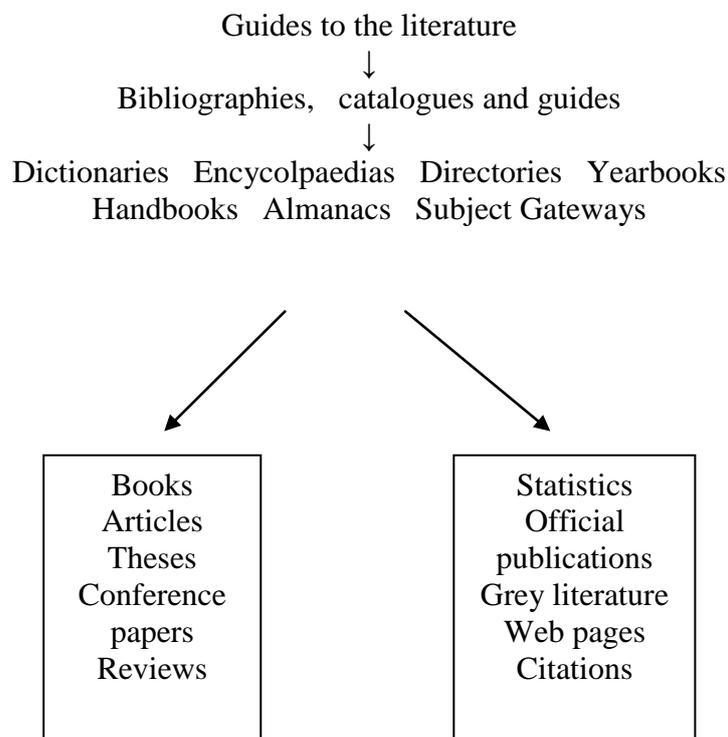 Guides to the literature
↓
Bibliographies, catalogues and guides
↓
Dictionaries Encycolpaedias Directories Yearbooks
Handbooks Almanacs Subject Gateways
Books
Articles
Theses
Conference
papers
Reviews
Statistics
Official
publications
Grey literature
Web pages
Citations